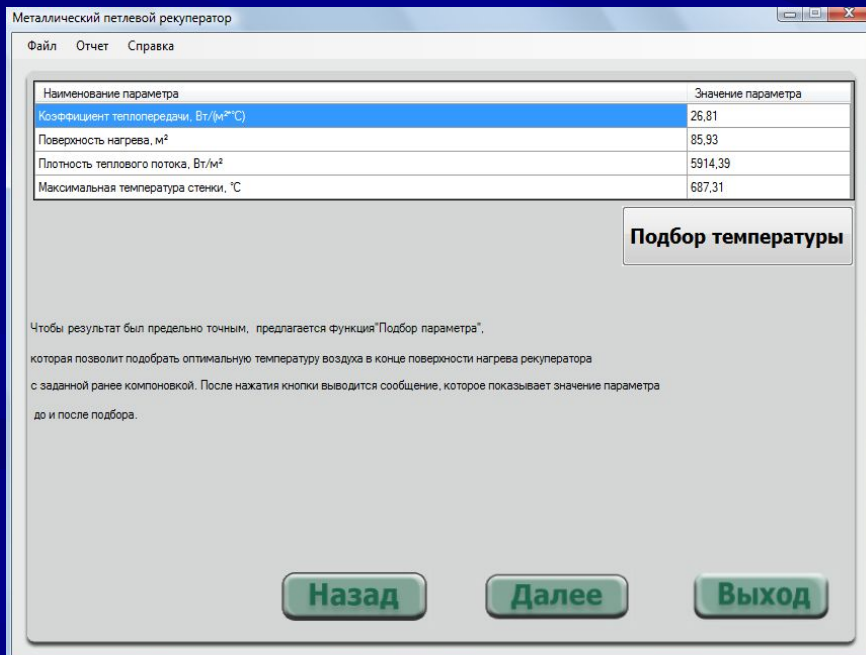 Металлический петлевой рекуператор
Файл Отчет Справка
Наименование параметра Значение параметра
Коэффициент теплопередачи, Вт/(м²*°С) 26,81
Поверхность нагрева, м² 85,93
Плотность теплового потока, Вт/м² 5914,39
Максимальная температура стенки, °С 687,31
Подбор температуры
Чтобы результат был предельно точным, предлагается функция"Подбор параметра",
которая позволит подобрать оптимальную температуру воздуха в конце поверхности нагрева рекуператора
с заданной ранее компоновкой. После нажатия кнопки выводится сообщение, которое показывает значение параметра
до и после подбора.
Назад Далее Выход